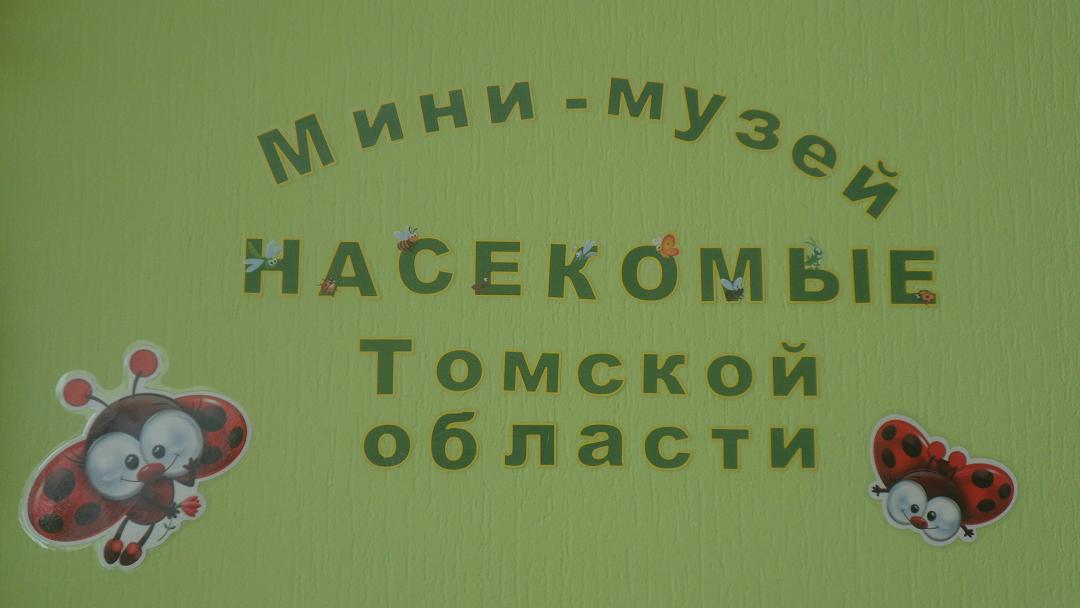 Мини-музей
НАСЕКОМЫЕ
Томской
области